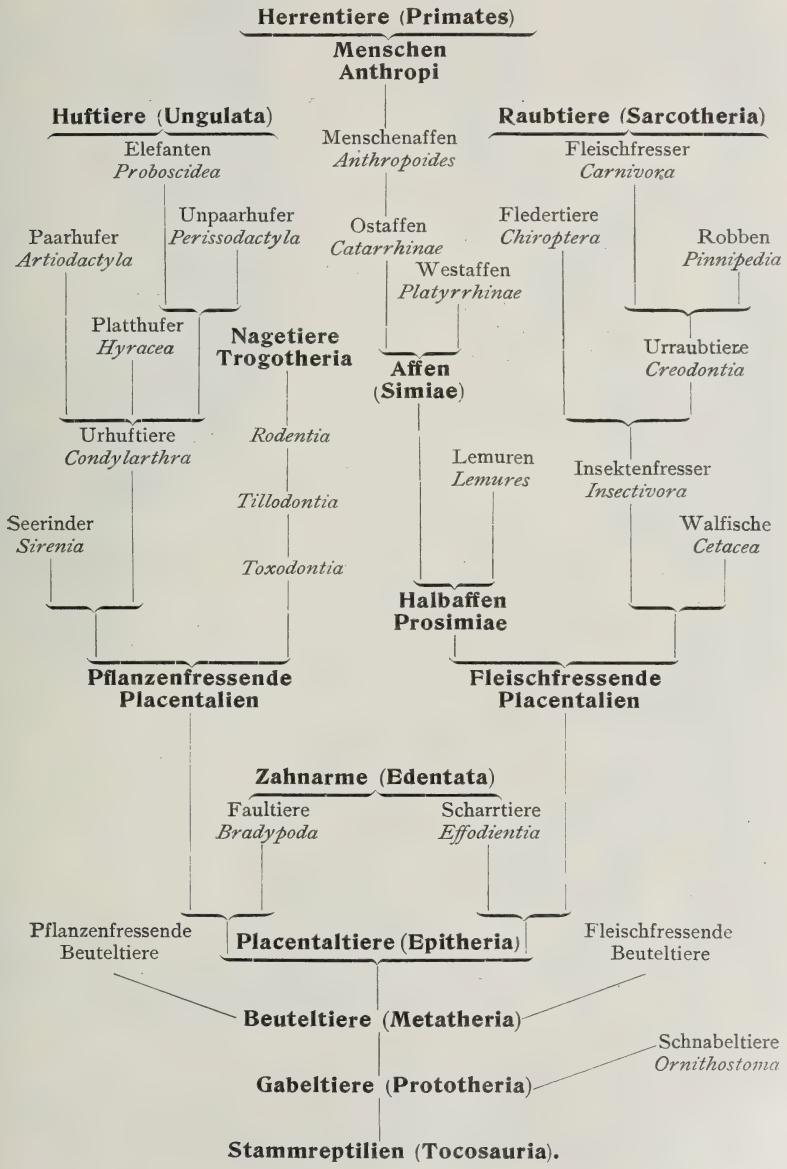 Herrentiere (Primates)
Menschen
Anthropi
Huftiere (Ungulata)
Raubtiere (Sarcotheria)
Elefanten
Proboscidea
Menschenaffen
Anthropoides
Fleischfresser
Carnivora
Paarhufer
Artiodactyla
Unpaarhufer
Perissodactyla
Ostaffen
Catarrhinae
Westaffen
Platyrrhinae
Fledertiere
Chiroptera
Robben
Pinnipedia
Platthufer
Hyracea
Nagetiere
Trogotheria
Affen
(Simiae)
Urraubtiere
Creodontia
Urhuftiere
Condylarthra
Rodentia
Lemuren
Lemures
Insektenfresser
Insectivora
Seerinder
Sirenia
Tillodontia
Walfische
Cetacea
Toxodontia
Halbaffen
Prosimiae
Pflanzenfressende
Placentalien
Fleischfressende
Placentalien
Zahnarme (Edentata)
Faultiere
Bradypoda
Scharrtiere
Effodientia
Pflanzenfressende
Beuteltiere
Placentaltiere (Epitheria)
Fleischfressende
Beuteltiere
Beuteltiere (Metatheria)
Schnabeltiere
Ornithostoma
Gabeltiere (Prototheria)
Stammreptilien (Tocosauria).